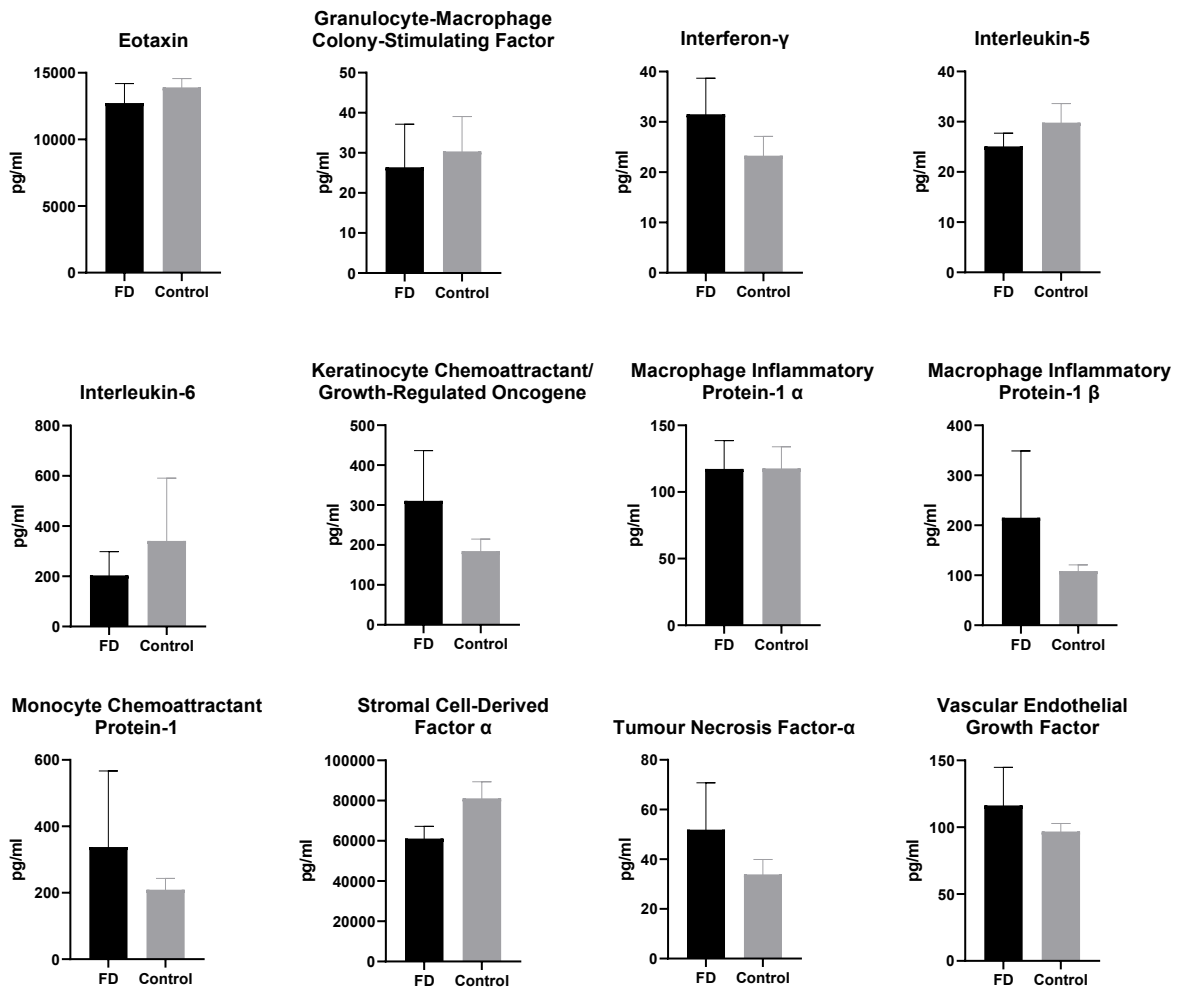 Eotaxin
15000
10000
5000
0
pg/ml
FD Control
Granulocyte-Macrophage
Colony-Stimulating Factor
50
40
30
20
10
0
pg/ml
FD Control
Interferon-γ
40
30
20
10
0
pg/ml
FD Control
Interleukin-5
40
30
20
10
0
pg/ml
FD Control
Interleukin-6
800
600
400
200
0
pg/ml
FD Control
Keratinocyte Chemoattractant/
Growth-Regulated Oncogene
500
400
300
200
100
0
pg/ml
FD Control
Macrophage Inflammatory
Protein-1 α
150
100
50
0
pg/ml
FD Control
Macrophage Inflammatory
Protein-1 β
400
300
200
100
0
pg/ml
FD Control
Monocyte Chemoattractant
Protein-1
600
400
200
0
pg/ml
FD Control
Stromal Cell-Derived
Factor α
100000
80000
60000
40000
20000
0
pg/ml
FD Control
Tumour Necrosis Factor-α
80
60
40
20
0
pg/ml
FD Control
Vascular Endothelial
Growth Factor
150
100
50
0
pg/ml
FD Control